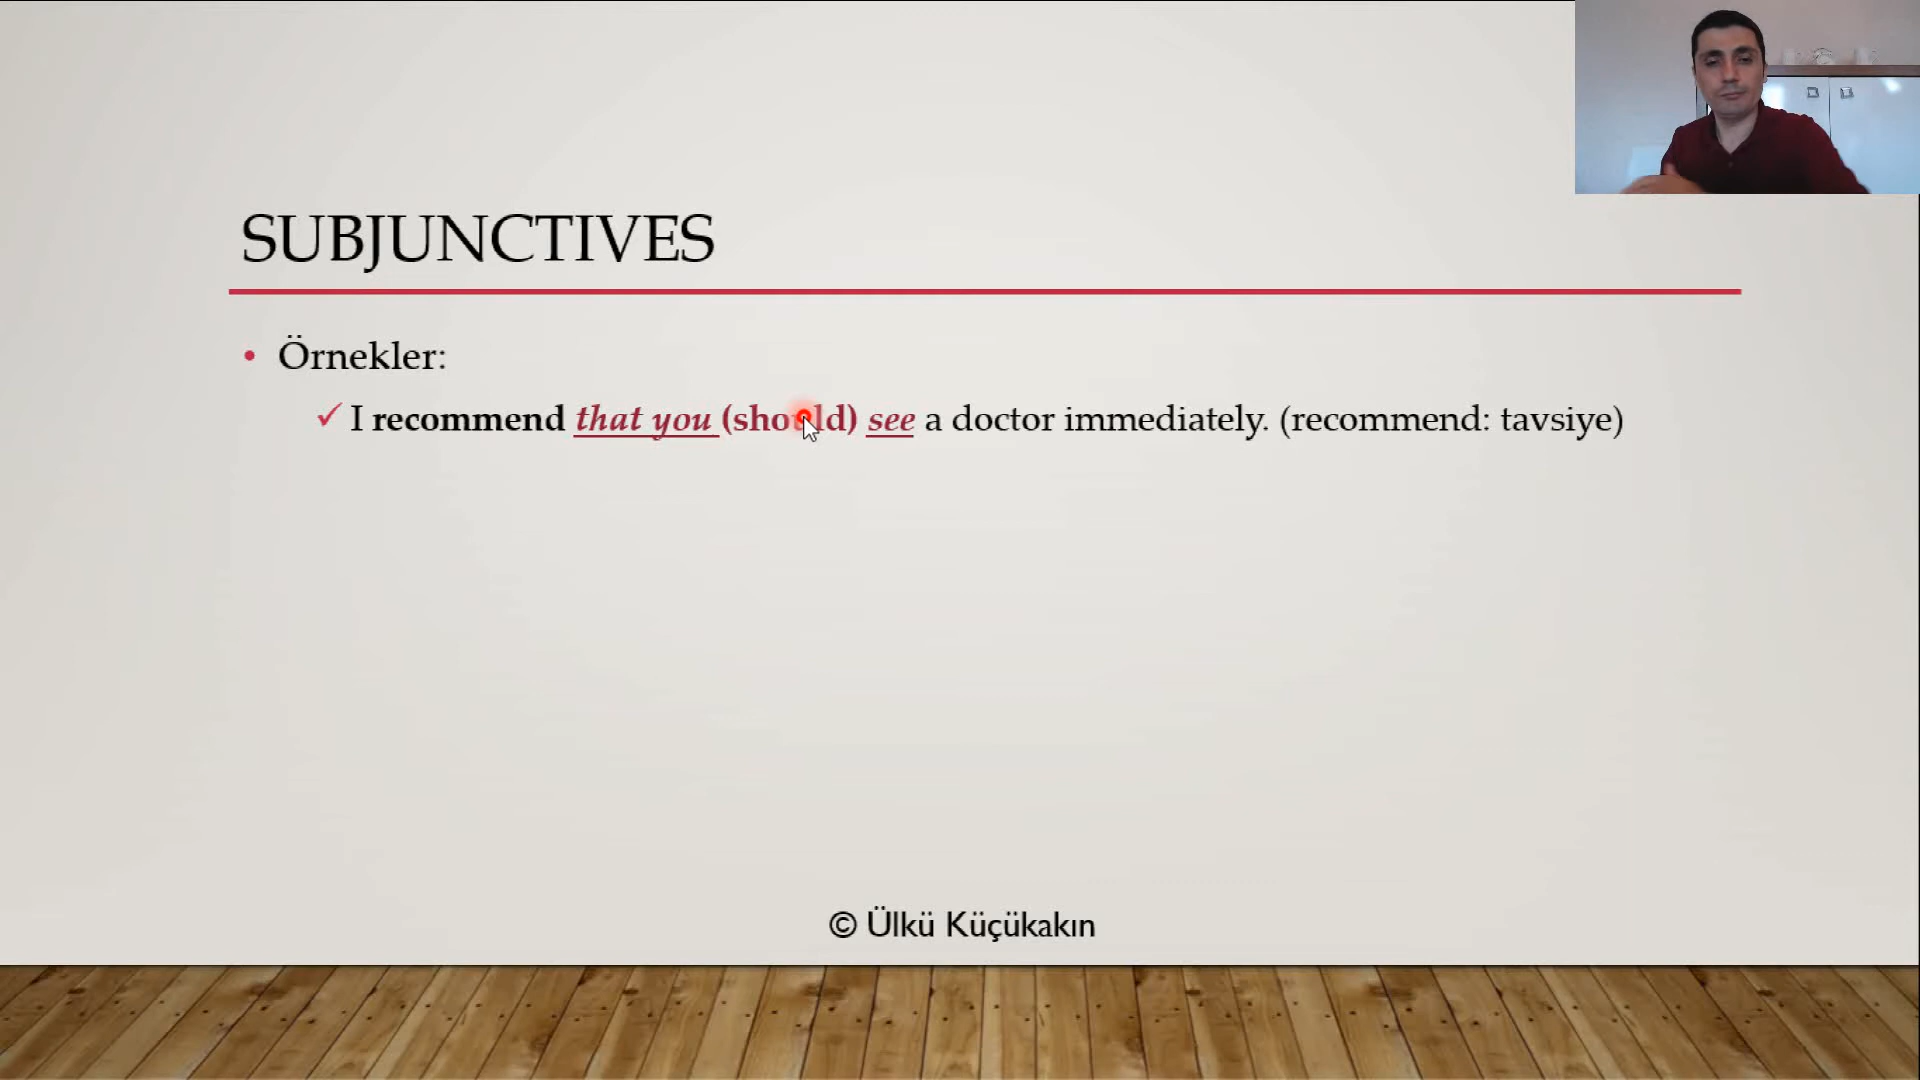 SUBJUNCTIVES
• Örnekler:
✓ I recommend that you (should) see a doctor immediately. (recommend: tavsiye)
© Ülkü Küçükakın